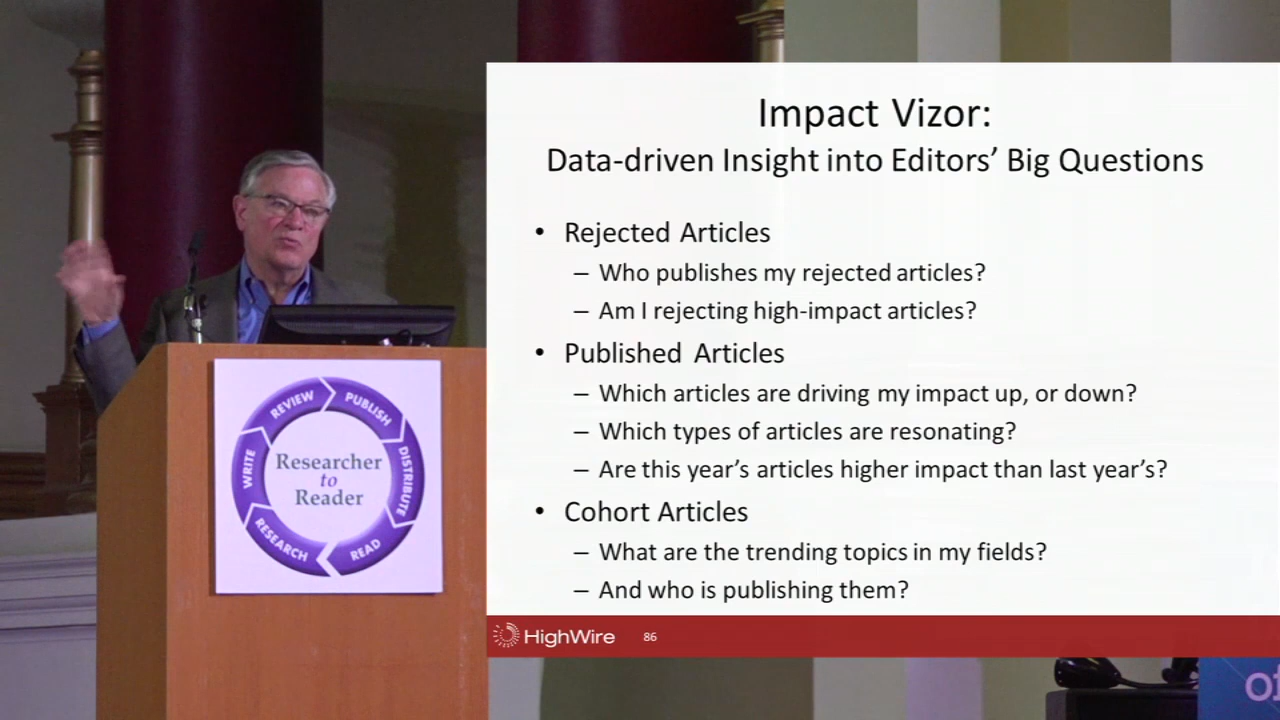 Impact Vizor:
Data-driven Insight into Editors’ Big Questions
• Rejected Articles
– Who publishes my rejected articles?
– Am I rejecting high-impact articles?
• Published Articles
– Which articles are driving my impact up, or down?
– Which types of articles are resonating?
– Are this year’s articles higher impact than last year’s?
• Cohort Articles
– What are the trending topics in my fields?
– And who is publishing them?
HighWire 86
REVIEW
PUBLISH
DISTRIBUTE
READ
RESEARCH
WRITE
Researcher
to
Reader